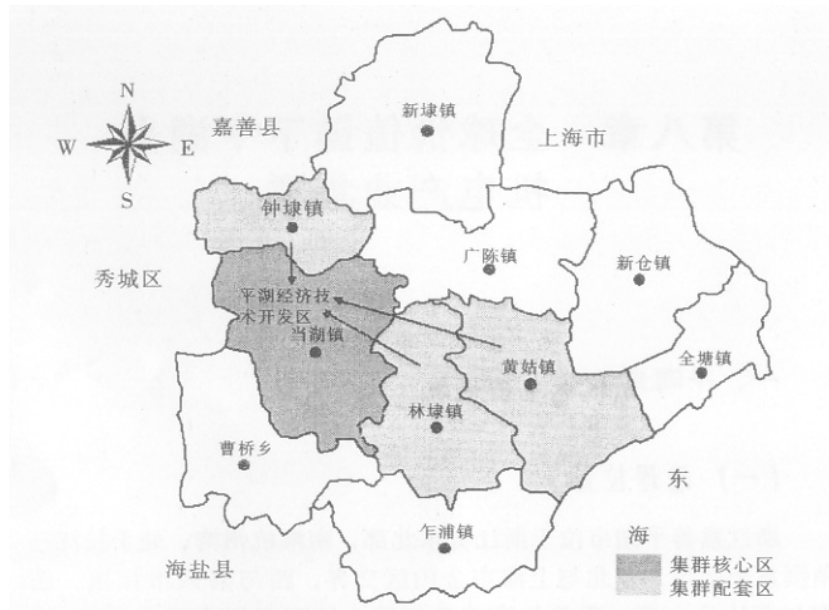 新埭镇
N
嘉善县
上海市
W
E
S
钟埭镇
广陈镇
新仓镇
秀城区
平湖经济技
术开发区
当湖镇
黄姑镇
全塘镇
林埭镇
曹桥乡
东
乍浦镇
海
海盐县
集群核心区
集群配套区